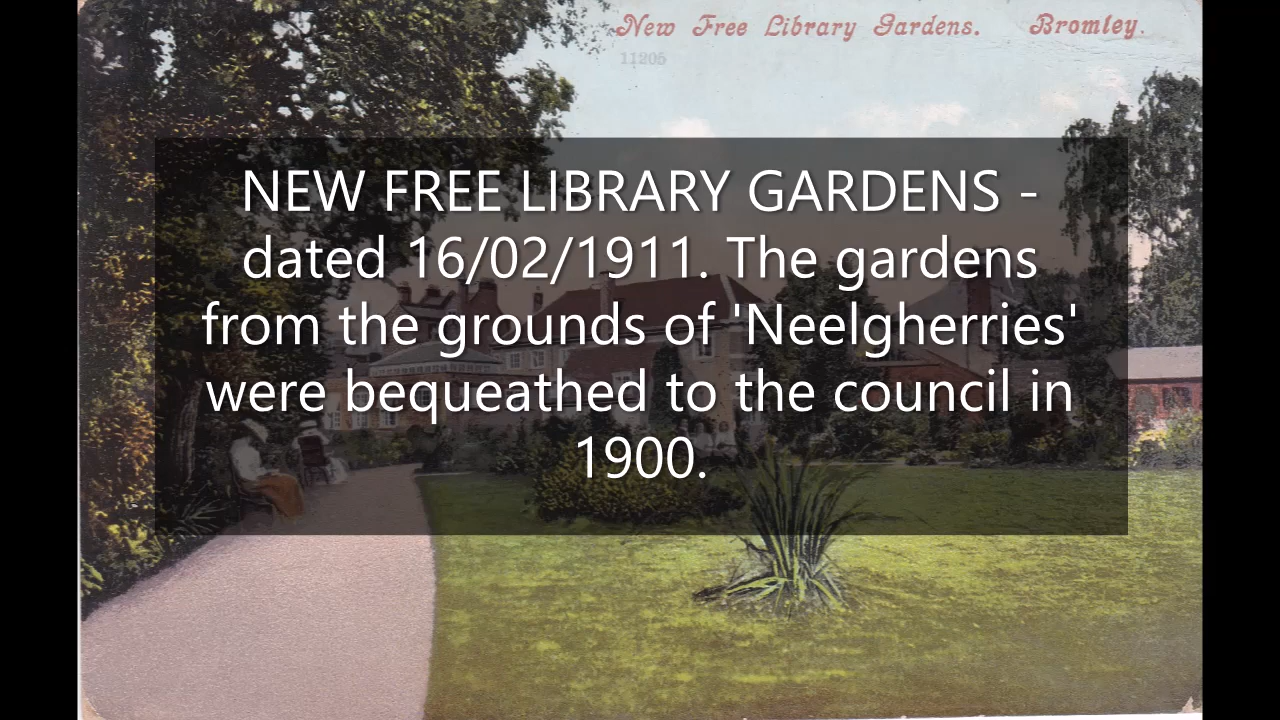 New Free Library Gardens. Bromley.
11205
NEW FREE LIBRARY GARDENS -
dated 16/02/1911. The gardens
from the grounds of 'Neelgherries'
were bequeathed to the council in
1900.